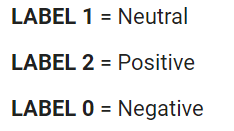 LABEL 1 = Neutral
LABEL 2 = Positive
LABEL 0 = Negative